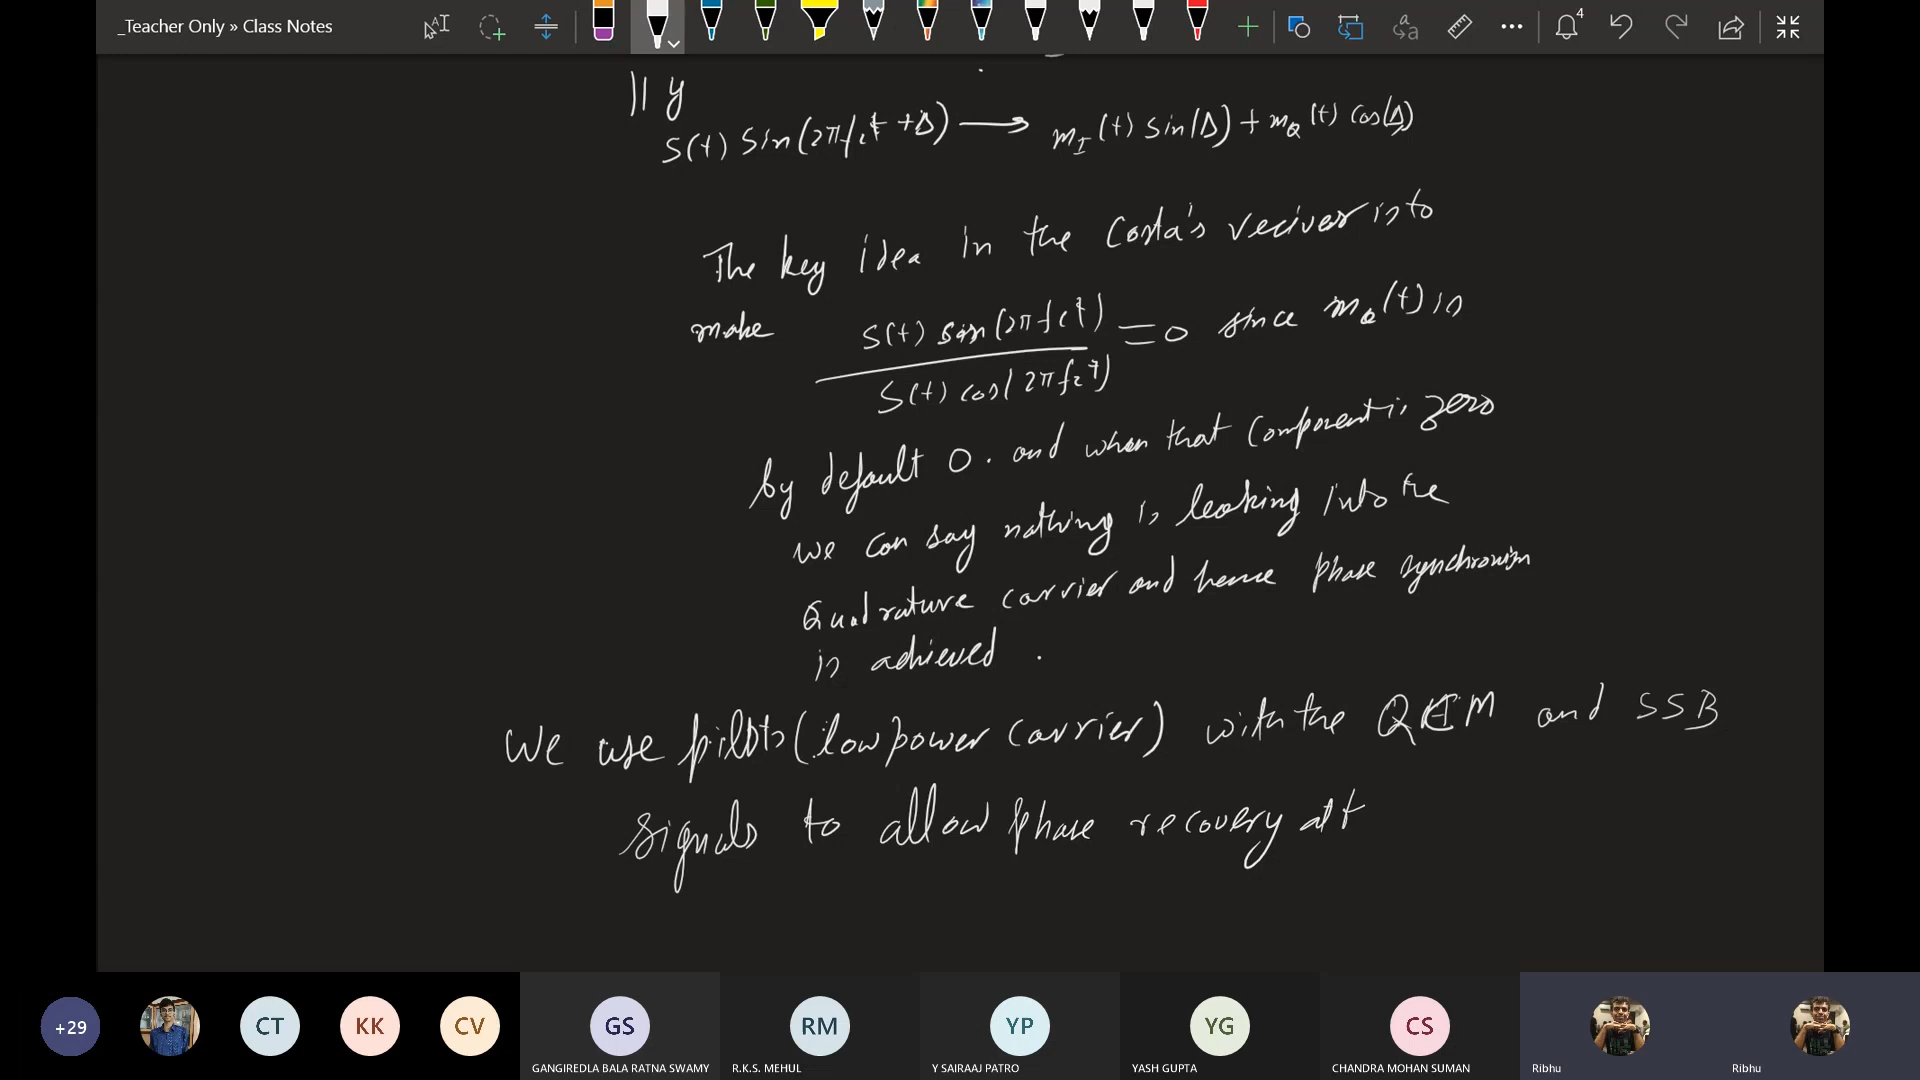 _Teacher Only » Class Notes
4
|| y
S(t) Sin(2πfct + Δ) → mI(t) sin(Δ) + mQ(t) cos(Δ)
The key idea in the Costa's reciver is to
make S(t) sin(2πfct) / S(t) cos(2πfct) = 0 since mQ(t) is
by default 0. and when that component is zero
we can say nothing is leaking into the
Quadrature carrier and hence phase synchronism
is achieved.
We use pilots (low power carrier) with the QCM and SSB
signals to allow phase recovery at
+29
CT
KK
CV
GS
RM
YP
YG
CS
GANGIREDLA BALA RATNA SWAMY
R.K.S. MEHUL
Y SAIRAAJ PATRO
YASH GUPTA
CHANDRA MOHAN SUMAN
Ribhu
Ribhu